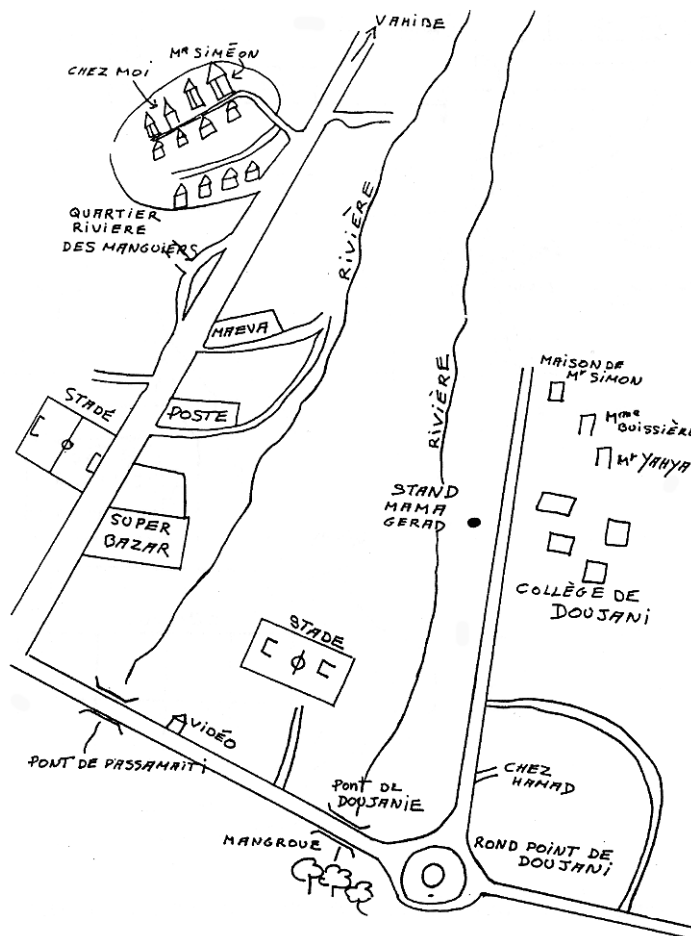 VAHIBE
Mr SIMÉON
CHEZ MOI
QUARTIER
RIVIERE
DES MANGUIERS
RIVIÈRE
MAEVA
STADE
POSTE
RIVIÈRE
MAISON DE
Mr SIMON
Mme
BUISSIÈRE
Mr YAHYA
STAND
MAMA
GERAD
SUPER
BAZAR
COLLÈGE DE
DOUJANI
STADE
VIDÉO
PONT DE PASSAMAITI
PONT DE
DOUJANIE
CHEZ
HAMAD
MANGROUE
ROND POINT DE
DOUJANI